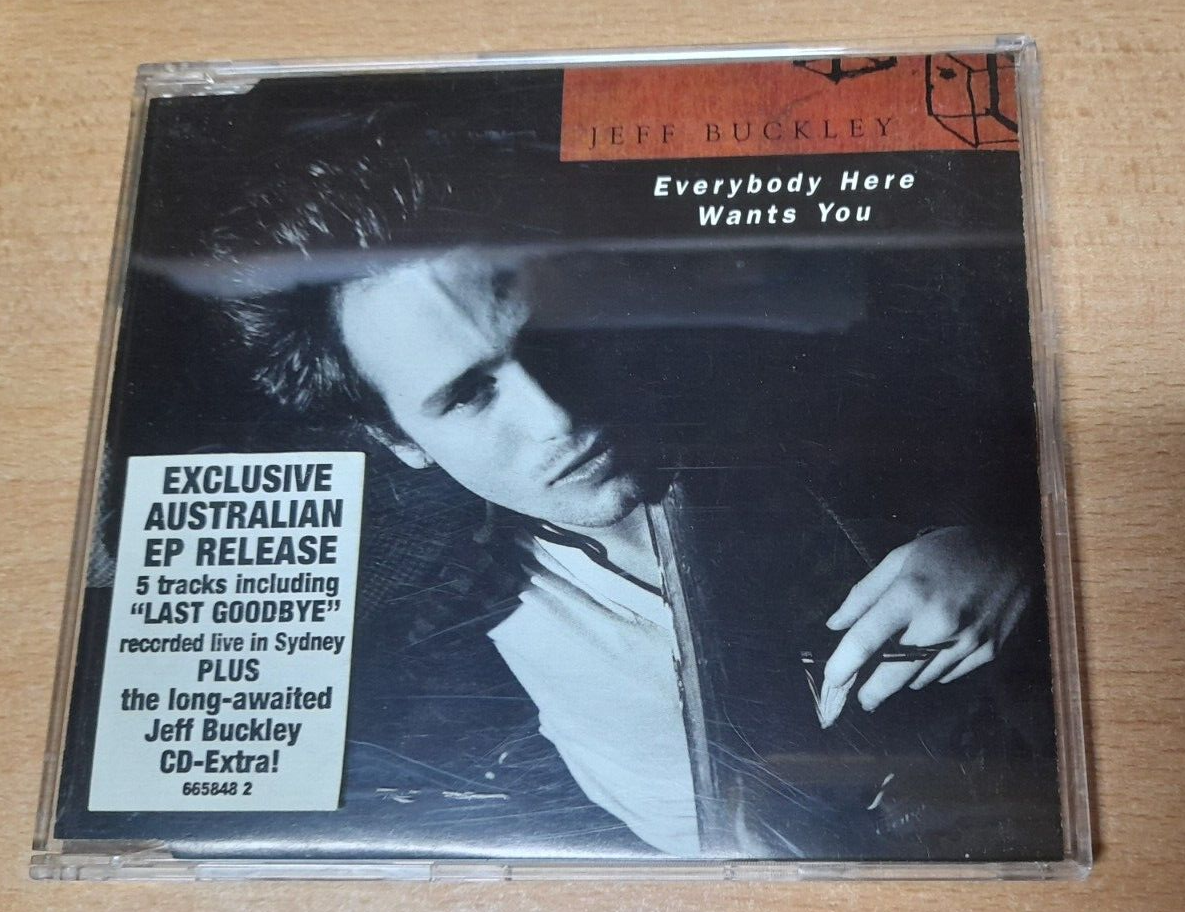 JEFF BUCKLEY
Everybody Here
Wants You
EXCLUSIVE
AUSTRALIAN
EP RELEASE
5 tracks including
“LAST GOODBYE”
recorded live in Sydney
PLUS
the long-awaited
Jeff Buckley
CD-Extra!
665848 2